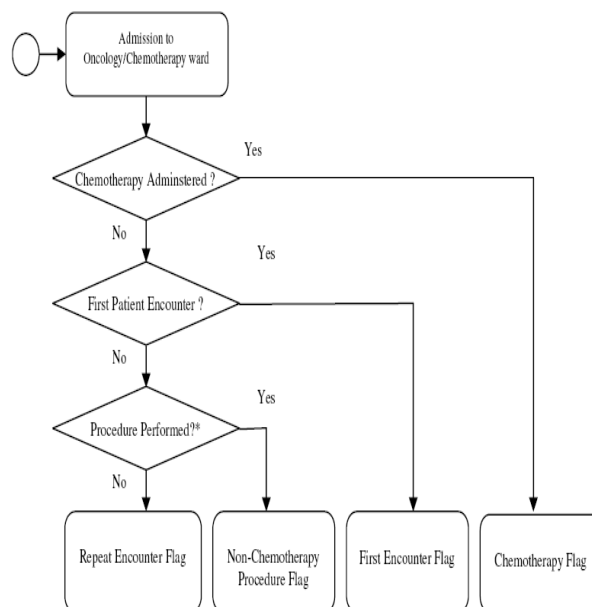 Admission to
Oncology/Chemotherapy ward
Yes
Chemotherapy Adminstered ?
No
Yes
First Patient Encounter ?
No
Yes
Procedure Performed?*
No
Repeat Encounter Flag
Non-Chemotherapy
Procedure Flag
First Encounter Flag
Chemotherapy Flag